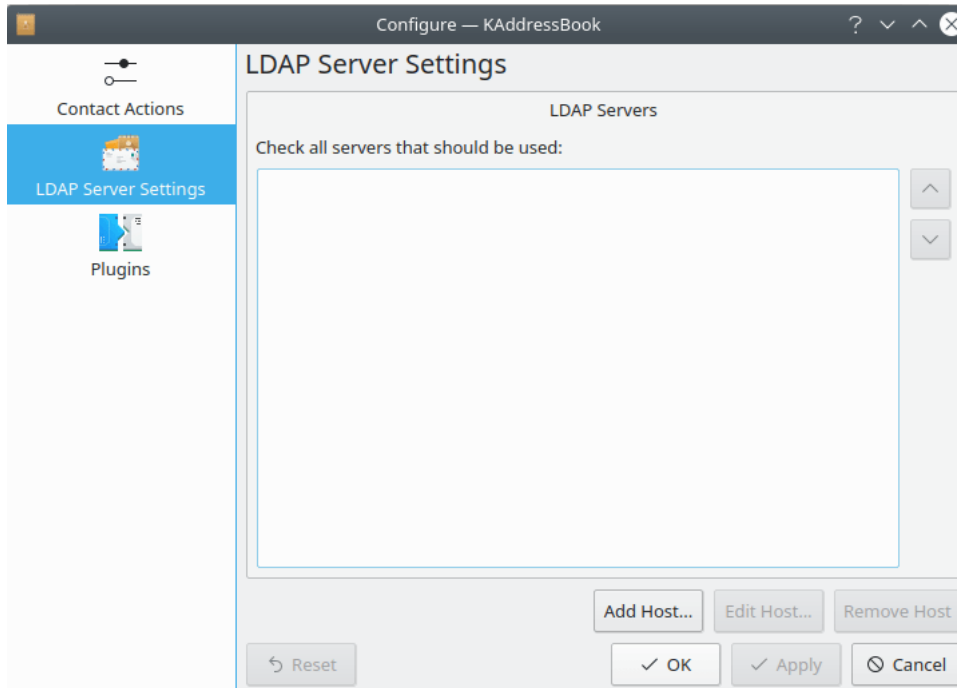 Configure — KAddressBook
Contact Actions
LDAP Server Settings
Plugins
LDAP Server Settings
LDAP Servers
Check all servers that should be used:
Add Host... Edit Host... Remove Host
Reset OK Apply Cancel